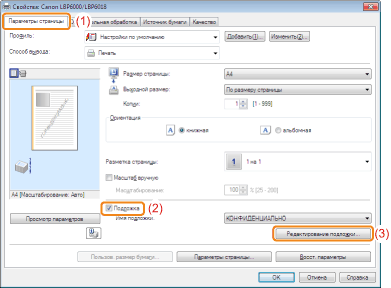 Свойства: Canon LBP6000/LBP6018
Параметры страницы (1) льная обработка Источник бумаги Качество
Профиль: Настройки по умолчанию Добавить(1)... Изменить(2)...
Способ вывода: Печать
Размер страницы: A4
Выходной размер: По размеру страницы
Копии: 1 [1 - 999]
Ориентация
A книжная A альбомная
Разметка страницы: 1 1 на 1
Масштаб вручную
Масштабирование: 100 % [25 - 200]
A4 [Масштабирование: Авто]
Подложка (2)
Просмотр параметров Имя подложки: КОНФИДЕНЦИАЛЬНО
Редактирование подложки... (3)
Пользов. размер бумаги... Параметры страницы... Восст. параметры
OK Отмена Справка